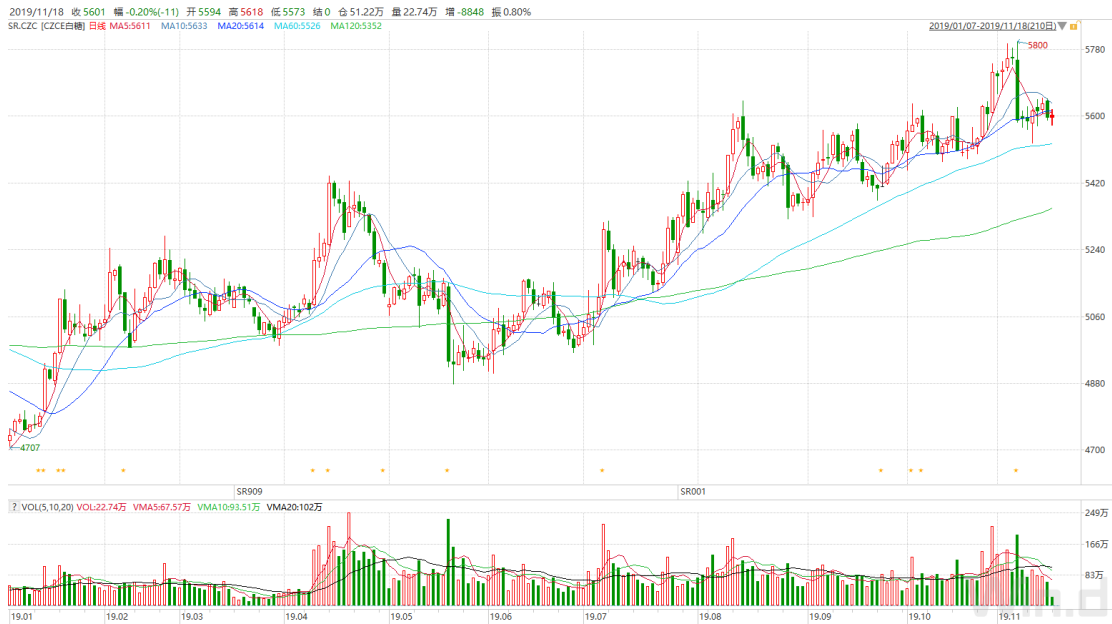 2019/11/18 收 5601 幅 -0.20%(-11) 开 5594 高 5618 低 5573 结 0 仓 51.22万 量 22.74万 增 -8848 振 0.80%
SR.CZC [CZCE白糖] 日线 MA5:5611 MA10:5633 MA20:5614 MA60:5526 MA120:5352 2019/01/07-2019/11/18(210日)
5800
5780
5600
5420
5240
5060
4880
4707
4700
SR909 SR001
? VOL(5,10,20) VOL:22.74万 VMA5:67.57万 VMA10:93.51万 VMA20:102万
249万
166万
83万
19.01 19.02 19.03 19.04 19.05 19.06 19.07 19.08 19.09 19.10 19.11